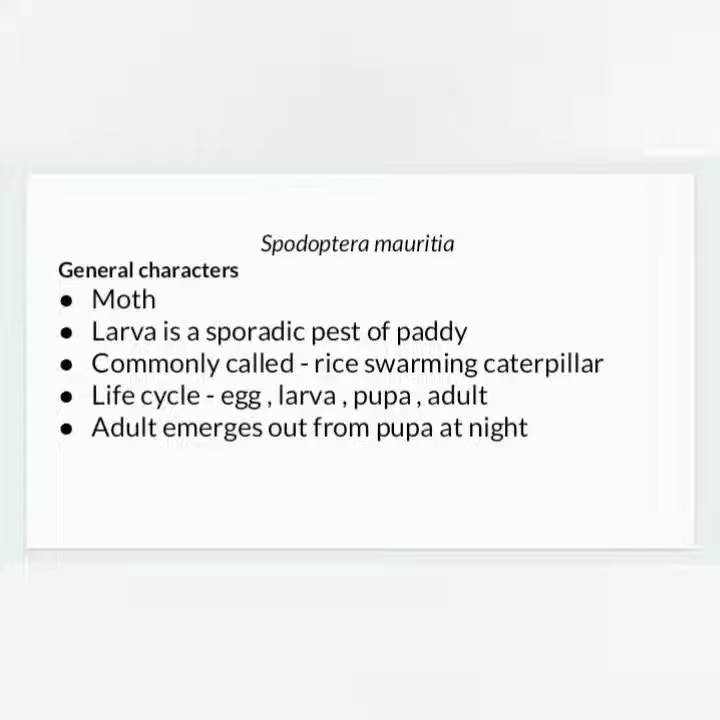 Spodoptera mauritia
General characters
● Moth
● Larva is a sporadic pest of paddy
● Commonly called - rice swarming caterpillar
● Life cycle - egg , larva , pupa , adult
● Adult emerges out from pupa at night